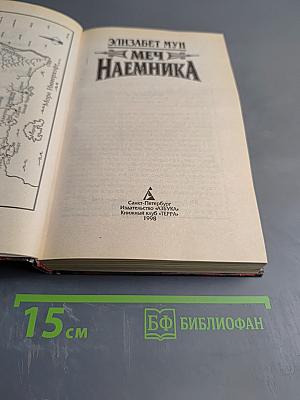 ЭЛИЗАБЕТ МУН
МЕЧ
НАЕМНИКА
Санкт-Петербург
Издательство «АЗБУКА»
Книжный клуб «ТЕРРА»
1998
15 см
БФ БИБЛИОФАН